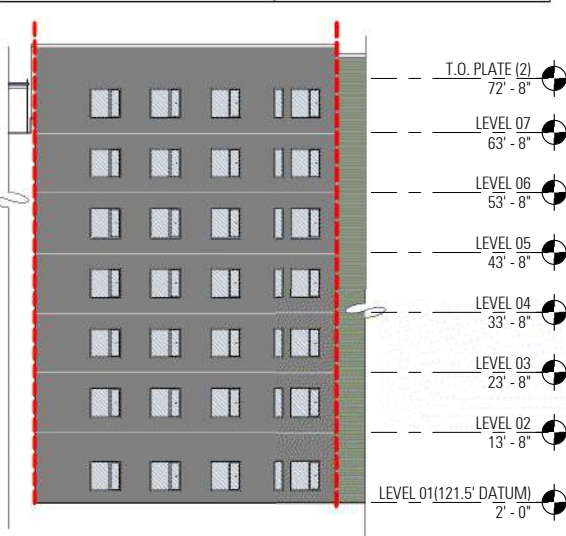 T.O. PLATE (2)
72' - 8"
LEVEL 07
63' - 8"
LEVEL 06
53' - 8"
LEVEL 05
43' - 8"
LEVEL 04
33' - 8"
LEVEL 03
23' - 8"
LEVEL 02
13' - 8"
LEVEL 01(121.5' DATUM)
2' - 0"